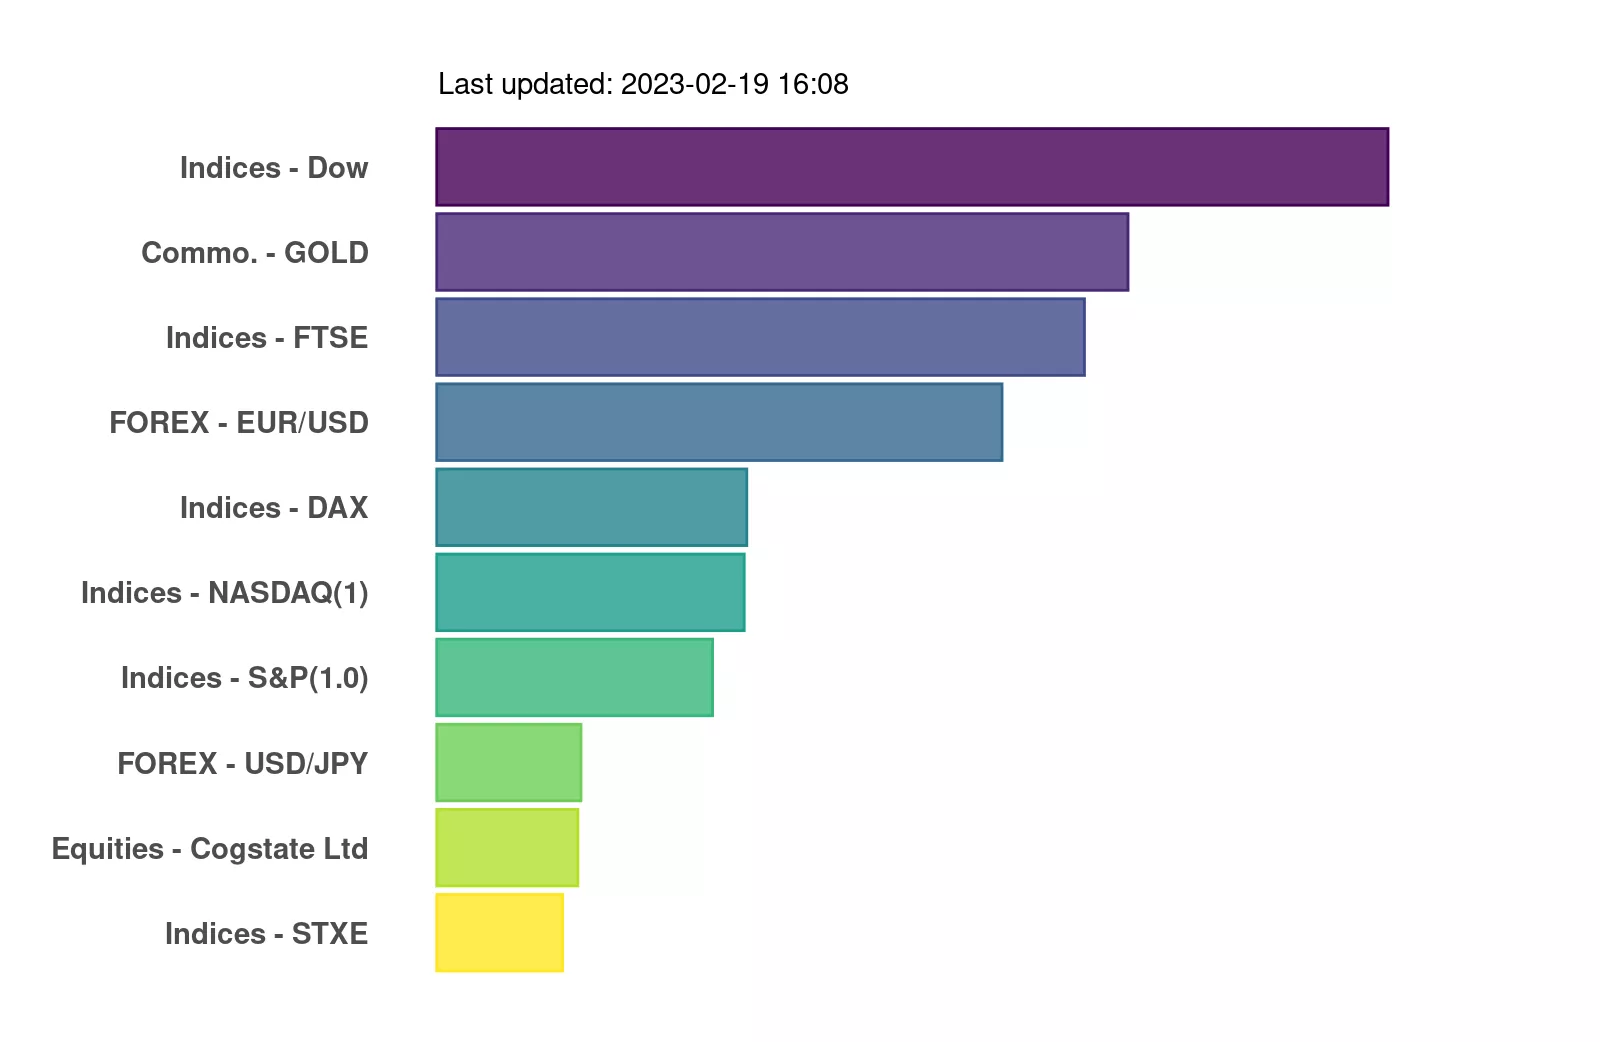 Last updated: 2023-02-19 16:08
Indices - Dow
Commo. - GOLD
Indices - FTSE
FOREX - EUR/USD
Indices - DAX
Indices - NASDAQ(1)
Indices - S&P(1.0)
FOREX - USD/JPY
Equities - Cogstate Ltd
Indices - STXE